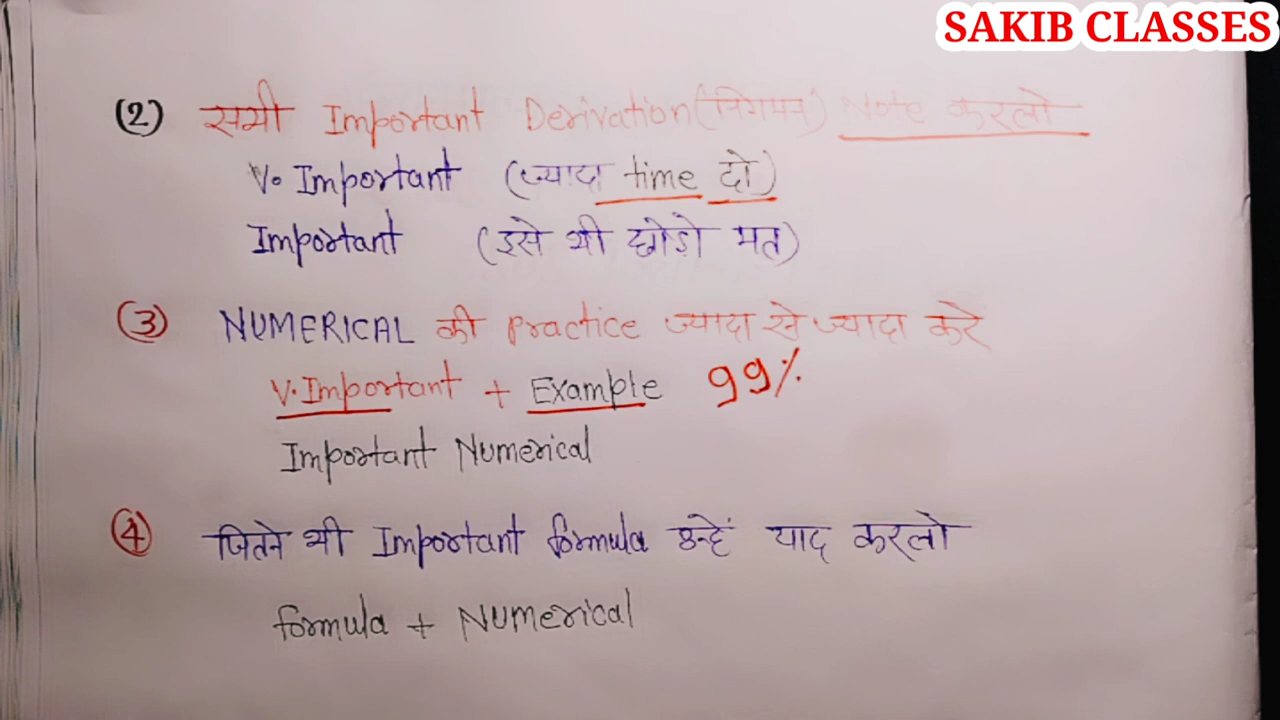 SAKIB CLASSES
(2) सभी Important Derivation (निगमन) Note करलो
V. Important (ज्यादा time दो)
Important (इसे भी छोडो मत)
(3) NUMERICAL की practice ज्यादा से ज्यादा करे
V. Important + Example 99%
Important Numerical
(4) जितने भी Important formula उन्हें याद करलो
formula + Numerical